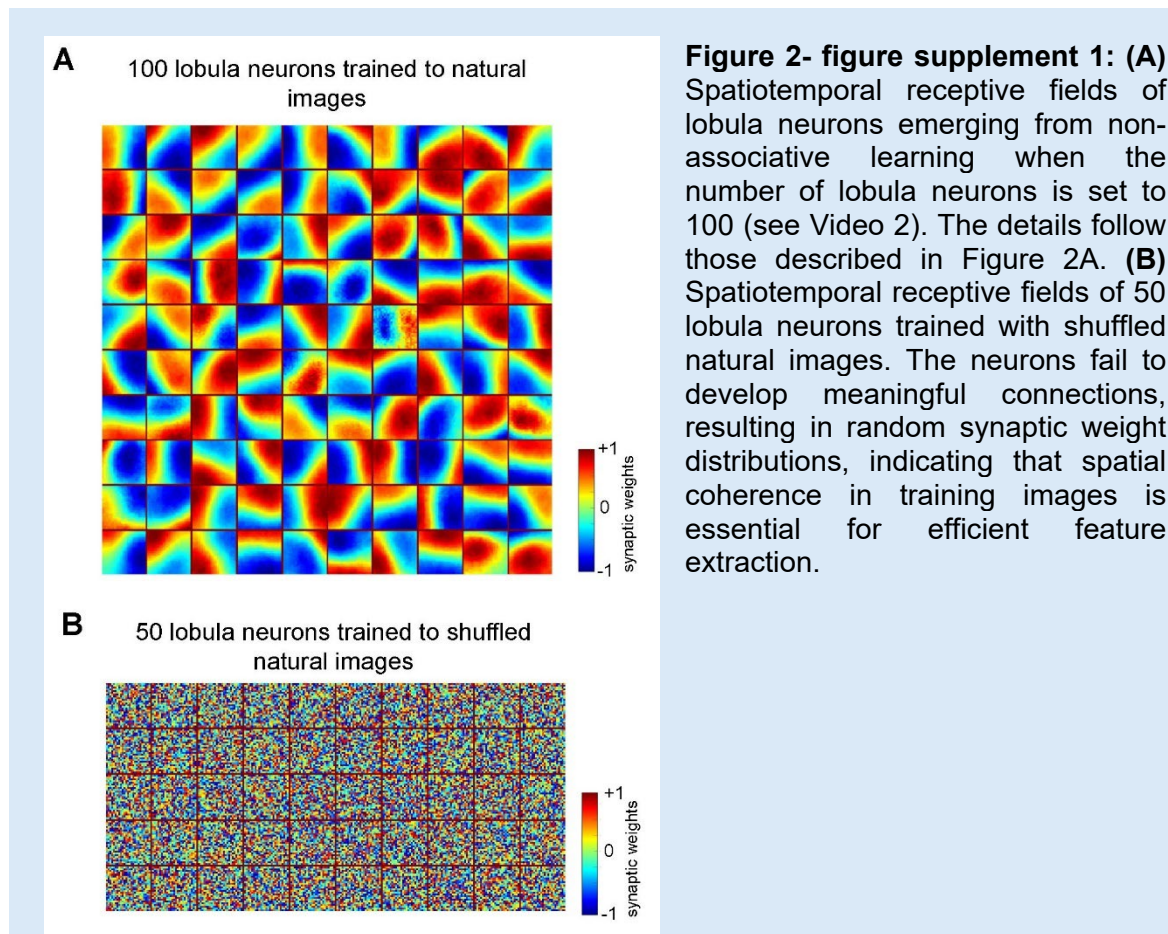 A
100 lobula neurons trained to natural
images
+1
0
-1
synaptic weights
B
50 lobula neurons trained to shuffled
natural images
+1
0
-1
synaptic weights
Figure 2- figure supplement 1: (A)
Spatiotemporal receptive fields of
lobula neurons emerging from non-
associative learning when the
number of lobula neurons is set to
100 (see Video 2). The details follow
those described in Figure 2A. (B)
Spatiotemporal receptive fields of 50
lobula neurons trained with shuffled
natural images. The neurons fail to
develop meaningful connections,
resulting in random synaptic weight
distributions, indicating that spatial
coherence in training images is
essential for efficient feature
extraction.